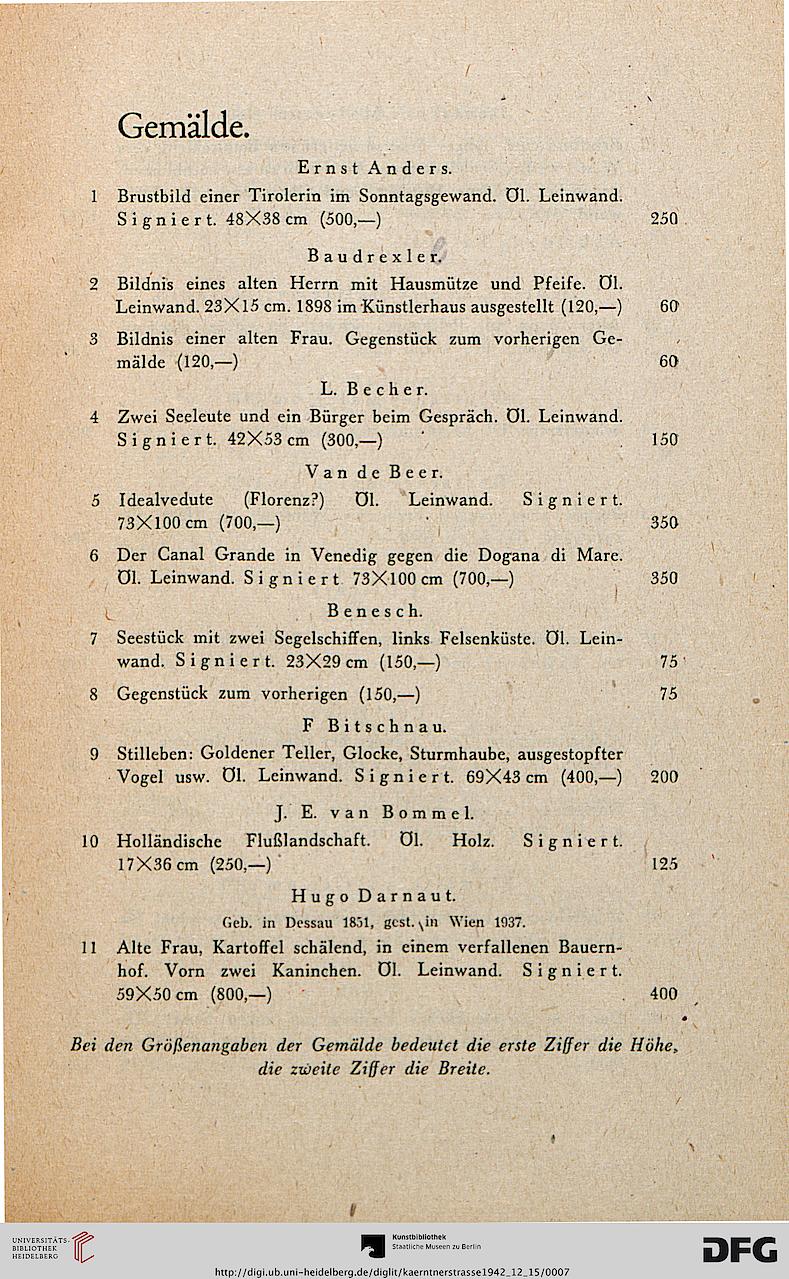 Gemälde.
Ernst Anders.
1 Brustbild einer Tirolerin im Sonntagsgewand. Öl. Leinwand.
Signiert. 48×38 cm (500,—) 250
Baudrexler.
2 Bildnis eines alten Herrn mit Hausmütze und Pfeife. Öl.
Leinwand. 23×15 cm. 1898 im Künstlerhaus ausgestellt (120,—) 60
3 Bildnis einer alten Frau. Gegenstück zum vorherigen Ge-
mälde (120,—) 60
L. Becher.
4 Zwei Seeleute und ein Bürger beim Gespräch. Öl. Leinwand.
Signiert. 42×53 cm (300,—) 150
Van de Beer.
5 Idealvedute (Florenz?) Öl. Leinwand. Signiert.
73×100 cm (700,—) 350
6 Der Canal Grande in Venedig gegen die Dogana di Mare.
Öl. Leinwand. Signiert 73×100 cm (700,—) 350
Benesch.
7 Seestück mit zwei Segelschiffen, links Felsenküste. Öl. Lein-
wand. Signiert. 23×29 cm (150,—) 75
8 Gegenstück zum vorherigen (150,—) 75
F Bitschnau.
9 Stilleben: Goldener Teller, Glocke, Sturmhaube, ausgestopfter
Vogel usw. Öl. Leinwand. Signiert. 69×43 cm (400,—) 200
J. E. van Bommel.
10 Holländische Flußlandschaft. Öl. Holz. Signiert.
17×36 cm (250,—) 125
Hugo Darnaut.
Geb. in Dessau 1851, gest. in Wien 1937.
11 Alte Frau, Kartoffel schälend, in einem verfallenen Bauern-
hof. Vorn zwei Kaninchen. Öl. Leinwand. Signiert.
59×50 cm (800,—) 400
Bei den Größenangaben der Gemälde bedeutet die erste Ziffer die Höhe,
die zweite Ziffer die Breite.
UNIVERSITÄTS-
BIBLIOTHEK
HEIDELBERG
Kunstbibliothek
Staatliche Museen zu Berlin
DFG
http://digi.ub.uni-heidelberg.de/diglit/kaerntnerstrasse1942_12_15/0007